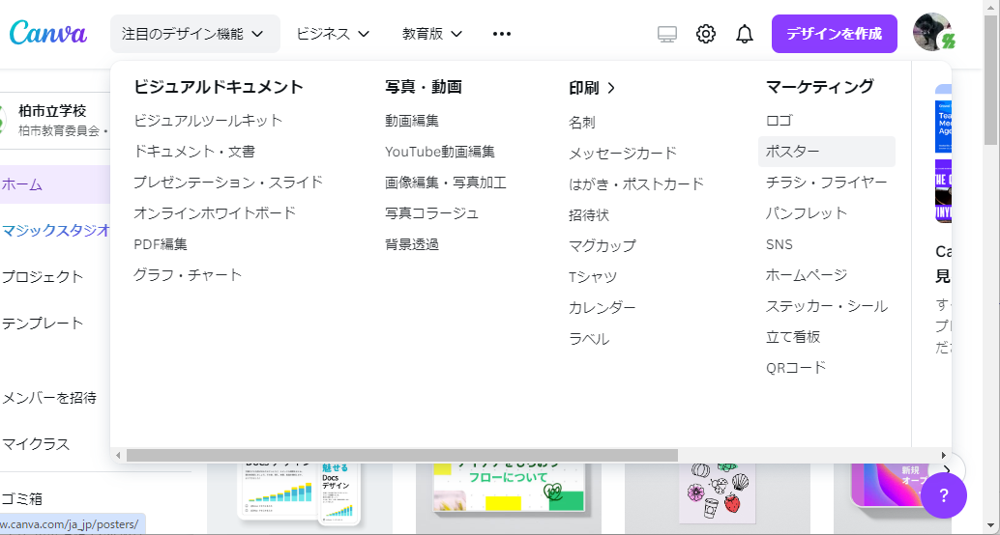 Canva
注目のデザイン機能
ビジネス
教育版
デザインを作成
柏市立学校
柏市教育委員会・
ホーム
マジックスタジオ
プロジェクト
テンプレート
メンバーを招待
マイクラス
ゴミ箱
ビジュアルドキュメント
ビジュアルツールキット
ドキュメント・文書
プレゼンテーション・スライド
オンラインホワイトボード
PDF編集
グラフ・チャート
写真・動画
動画編集
YouTube動画編集
画像編集・写真加工
写真コラージュ
背景透過
印刷
名刺
メッセージカード
はがき・ポストカード
招待状
マグカップ
Tシャツ
カレンダー
ラベル
マーケティング
ロゴ
ポスター
チラシ・フライヤー
パンフレット
SNS
ホームページ
ステッカー・シール
立て看板
QRコード
Ca
見
すぐ
プレ
ださ
魅せる
Docs
デザイン
フローについて
新規
オープ
?
w.canva.com/ja_jp/posters/